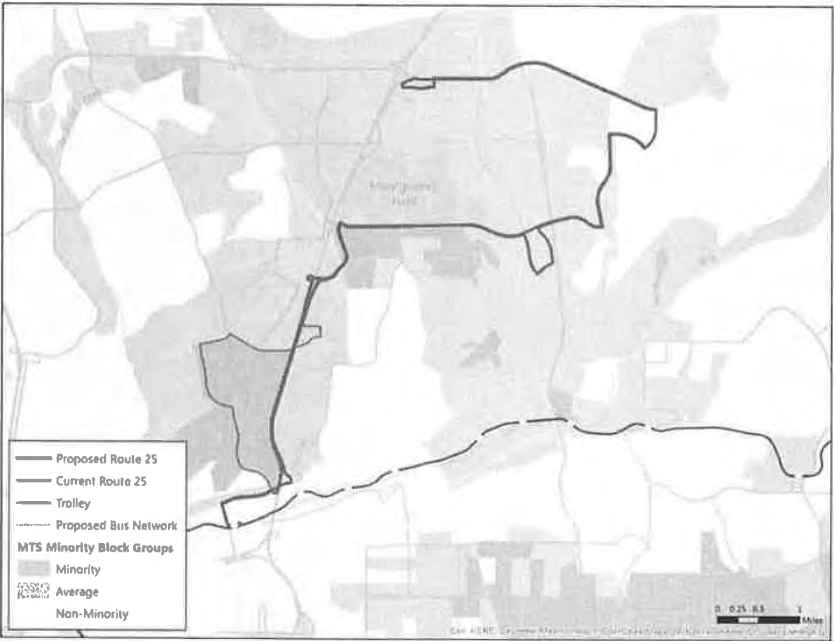 Proposed Route 25
Current Route 25
Trolley
Proposed Bus Network
MTS Minority Block Groups
Minority
Average
Non-Minority
0 0.25 0.5 1
Miles